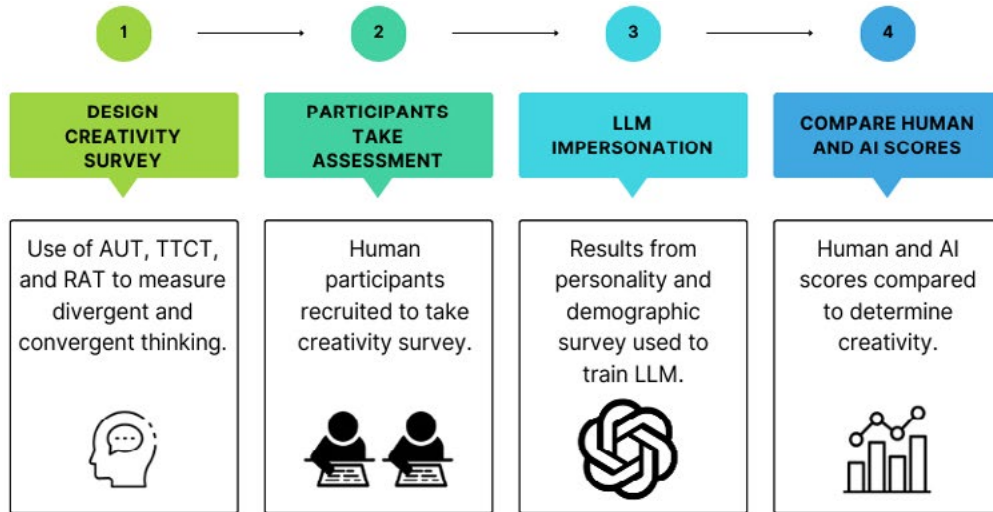 1
2
3
4
DESIGN
CREATIVITY
SURVEY
PARTICIPANTS
TAKE
ASSESSMENT
LLM
IMPERSONATION
COMPARE HUMAN
AND AI SCORES
Use of AUT, TTCT,
and RAT to measure
divergent and
convergent thinking.
Human
participants
recruited to take
creativity survey.
Results from
personality and
demographic
survey used to
train LLM.
Human and AI
scores compared
to determine
creativity.